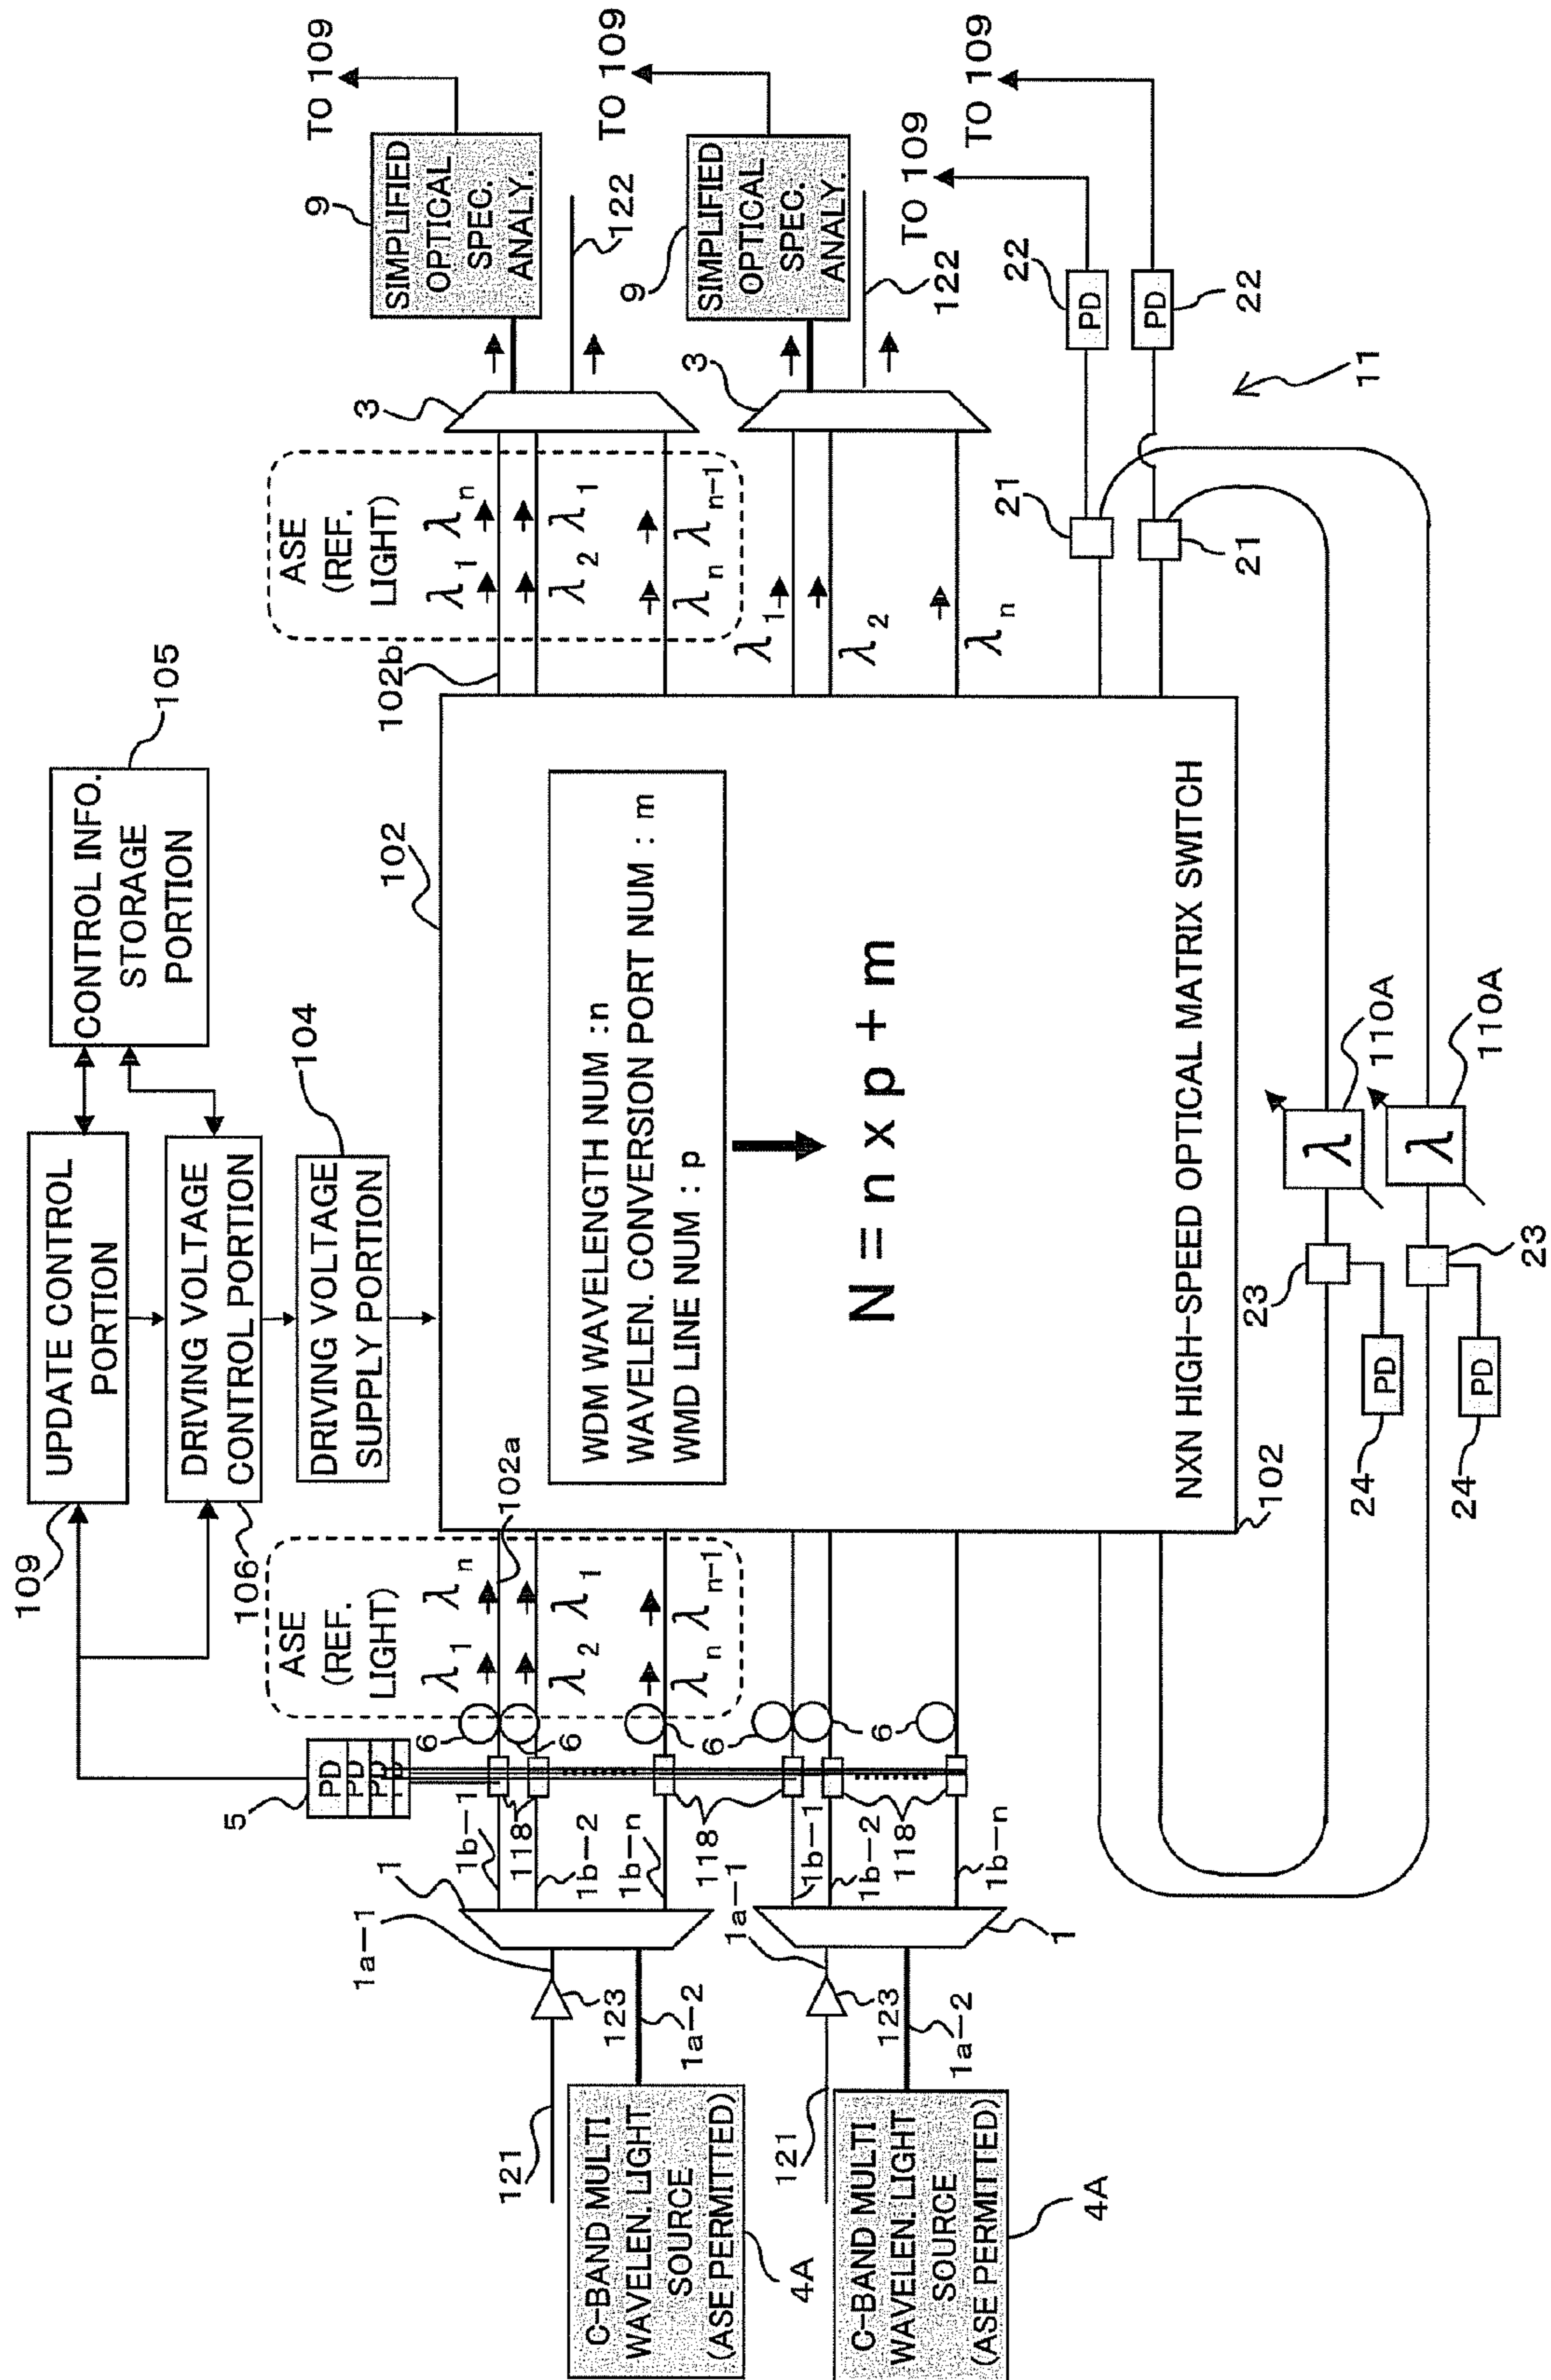 109
UPDATE CONTROL
PORTION
CONTROL INFO.
STORAGE
PORTION
105
106
DRIVING VOLTAGE
CONTROL PORTION
DRIVING VOLTAGE
SUPPLY PORTION
104
5
PD
PD
PD
P
ASE
(REF.
LIGHT)
λ1 λn
λ2 λ1
λn λn-1
102a
6
6
6
6
6
118
118
118
1b-1
1b-2
1b-n
1b-1
1b-2
1b-n
1
1
1a-1
1a-2
1a-1
1a-2
123
123
121
121
C-BAND MULTI
WAVELEN. LIGHT
SOURCE
(ASE PERMITTED)
4A
C-BAND MULTI
WAVELEN. LIGHT
SOURCE
(ASE PERMITTED)
4A
102
WDM WAVELENGTH NUM :n
WAVELEN. CONVERSION PORT NUM : m
WMD LINE NUM : p
N = n x p + m
NXN HIGH-SPEED OPTICAL MATRIX SWITCH
102
102b
ASE
(REF.
LIGHT)
λ1 λn
λ2 λ1
λn λn-1
λ1
λ2
λn
3
3
9
SIMPLIFIED
OPTICAL
SPEC.
ANALY.
TO 109
122
9
SIMPLIFIED
OPTICAL
SPEC.
ANALY.
TO 109
122
TO 109
TO 109
22
PD
PD
22
21
21
11
λ
110A
λ
110A
23
23
PD
24
PD
24